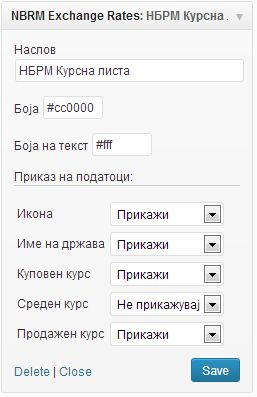 NBRM Exchange Rates: НБРМ Курсна .
Наслов
НБРМ Курсна листа
Боја #cc0000
Боја на текст #fff
Приказ на податоци:
Икона Прикажи
Име на држава Прикажи
Куповен курс Прикажи
Среден курс Не прикажувај
Продажен курс Прикажи
Delete | Close Save